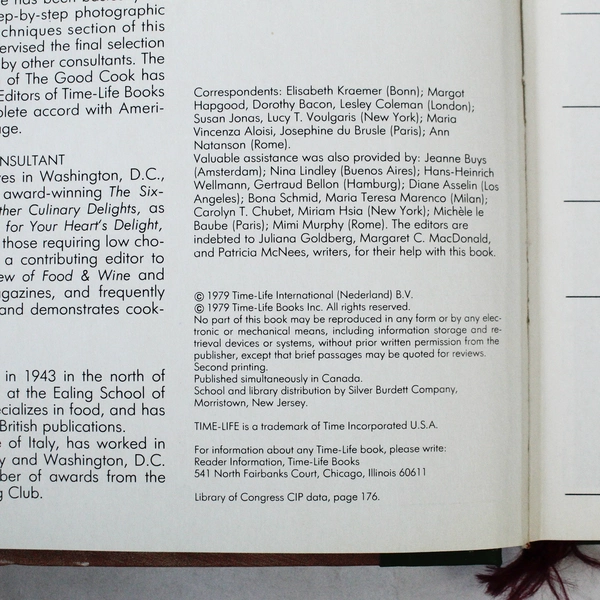 ep-by-step photographic
echniques section of this
ervised the final selection
by other consultants. The
of The Good Cook has
Editors of Time-Life Books
plete accord with Ameri-
age.
NSULTANT
es in Washington, D.C.,
award-winning The Six-
ther Culinary Delights, as
for Your Heart's Delight,
those requiring low cho-
a contributing editor to
ew of Food & Wine and
agazines, and frequently
and demonstrates cook-
in 1943 in the north of
at the Ealing School of
ecializes in food, and has
British publications.
e of Italy, has worked in
y and Washington, D.C.
ber of awards from the
g Club.
Correspondents: Elisabeth Kraemer (Bonn); Margot
Hapgood, Dorothy Bacon, Lesley Coleman (London);
Susan Jonas, Lucy T. Voulgaris (New York); Maria
Vincenza Aloisi, Josephine du Brusle (Paris); Ann
Natanson (Rome).
Valuable assistance was also provided by: Jeanne Buys
(Amsterdam); Nina Lindley (Buenos Aires); Hans-Heinrich
Wellmann, Gertraud Bellon (Hamburg); Diane Asselin (Los
Angeles); Bona Schmid, Maria Teresa Marenco (Milan);
Carolyn T. Chubet, Miriam Hsia (New York); Michèle le
Baube (Paris); Mimi Murphy (Rome). The editors are
indebted to Juliana Goldberg, Margaret C. MacDonald,
and Patricia McNees, writers, for their help with this book.
© 1979 Time-Life International (Nederland) B.V.
© 1979 Time-Life Books Inc. All rights reserved.
No part of this book may be reproduced in any form or by any elec-
tronic or mechanical means, including information storage and re-
trieval devices or systems, without prior written permission from the
publisher, except that brief passages may be quoted for reviews.
Second printing.
Published simultaneously in Canada.
School and library distribution by Silver Burdett Company,
Morristown, New Jersey.
TIME-LIFE is a trademark of Time Incorporated U.S.A.
For information about any Time-Life book, please write:
Reader Information, Time-Life Books
541 North Fairbanks Court, Chicago, Illinois 60611
Library of Congress CIP data, page 176.